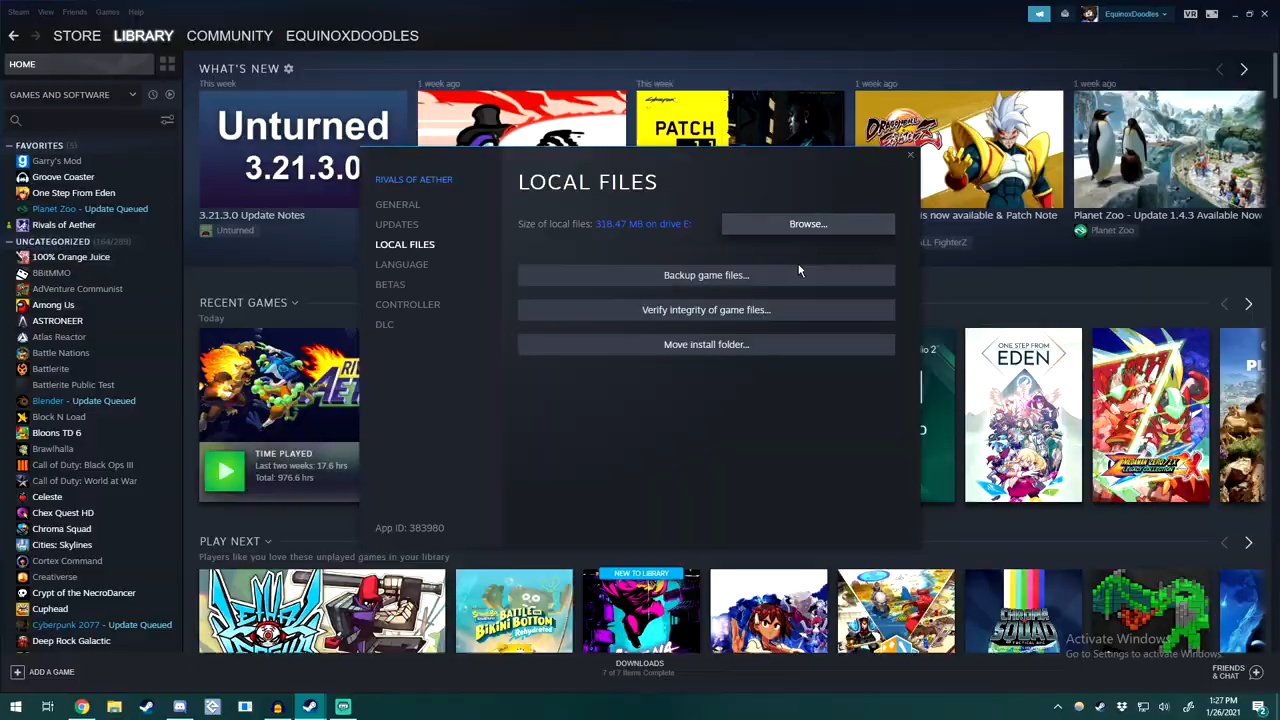 Steam View Friends Games Help
EquinoxDoodles
VR
STORE LIBRARY COMMUNITY EQUINOXDOODLES
HOME
GAMES AND SOFTWARE
FAVORITES (5)
Garry's Mod
Groove Coaster
One Step From Eden
Planet Zoo - Update Queued
Rivals of Aether
UNCATEGORIZED (164/289)
100% Orange Juice
BBitMMO
AdVenture Communist
Among Us
ASTRONEER
Atlas Reactor
Battle Nations
Battlerite
Battlerite Public Test
Blender - Update Queued
Block N Load
Bloons TD 6
Brawlhalla
Call of Duty: Black Ops III
Call of Duty: World at War
Celeste
Chex Quest HD
Chroma Squad
Cities: Skylines
Cortex Command
Creativerse
Crypt of the NecroDancer
Cuphead
Cyberpunk 2077 - Update Queued
Deep Rock Galactic
ADD A GAME
WHAT'S NEW
This week
1 week ago
This week
1 week ago
1 week ago
Unturned
3.21.3.0
PATCH
3.21.3.0 Update Notes
Unturned
is now available & Patch Note
ALL FighterZ
Planet Zoo - Update 1.4.3 Available Now
Planet Zoo
RIVALS OF AETHER
GENERAL
UPDATES
LOCAL FILES
LANGUAGE
BETAS
CONTROLLER
DLC
App ID: 383980
LOCAL FILES
Size of local files: 318.47 MB on drive E:
Browse...
Backup game files...
Verify integrity of game files...
Move install folder...
RECENT GAMES
Today
TIME PLAYED
Last two weeks: 17.6 hrs
Total: 976.6 hrs
ONE STEP FROM
EDEN
LEGACY COLLECTION
PLAY NEXT
Players like you love these unplayed games in your library
NEW TO LIBRARY
BATTLE
BIKINI BOTTOM
Rehydrated
CHROMA
SQUAD
Activate Windows
Go to Settings to activate Windows.
DOWNLOADS
7 of 7 Items Complete
FRIENDS
& CHAT
1:27 PM
1/26/2021